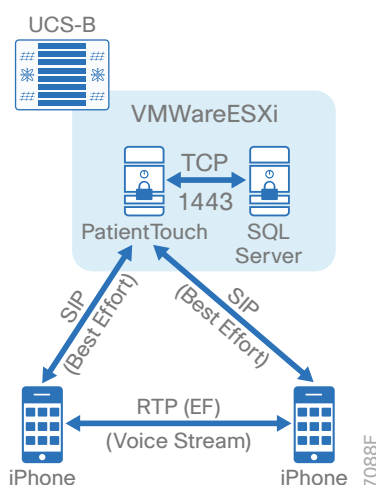 UCS-B
VMWareESXi
TCP
1443
PatientTouch
SQL
Server
SIP
(Best Effort)
SIP
(Best Effort)
RTP (EF)
(Voice Stream)
iPhone
iPhone